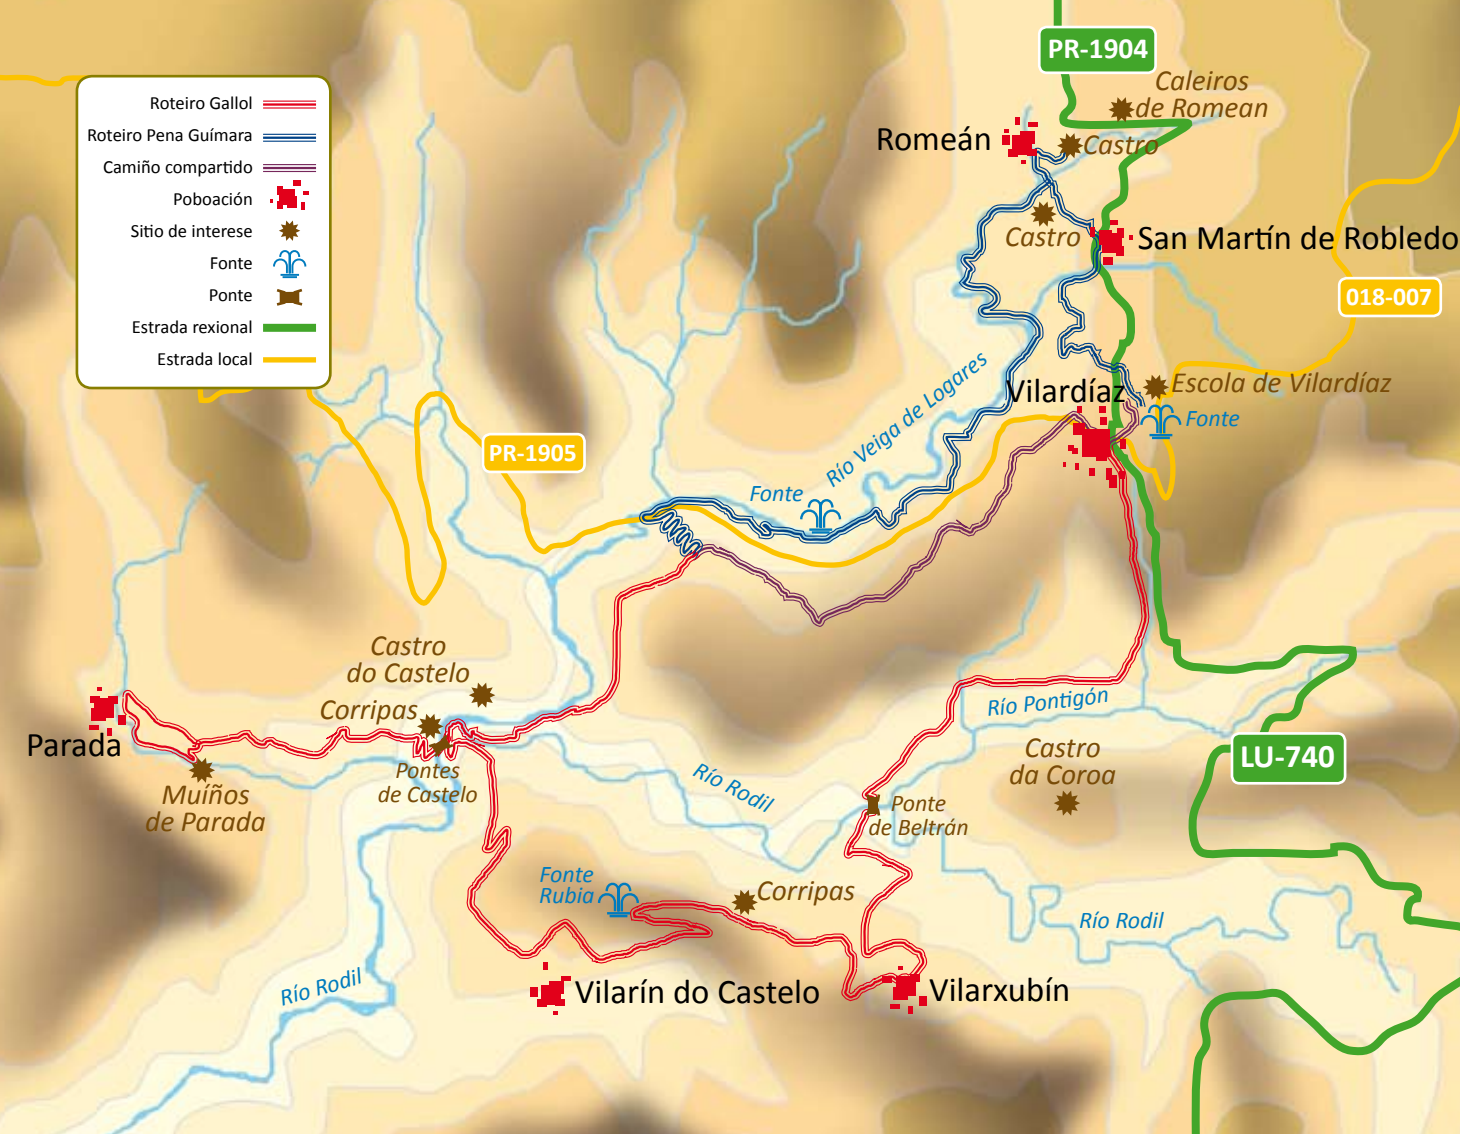 Roteiro Gallol
Roteiro Pena Guímara
Camiño compartido
Poboación
Sitio de interese
Fonte
Ponte
Estrada rexional
Estrada local
PR-1904
Caleiros
de Romean
Romeán
Castro
Castro
San Martín de Robledo
018-007
Vilardíaz
Escola de Vilardíaz
Fonte
Río Veiga de Logares
PR-1905
Fonte
Castro
do Castelo
Corripas
Parada
Pontes
de Castelo
Muíños
de Parada
Río Pontigón
Castro
da Coroa
LU-740
Río Rodil
Ponte
de Beltrán
Fonte
Rubia
Corripas
Río Rodil
Río Rodil
Vilarín do Castelo
Vilarxubín